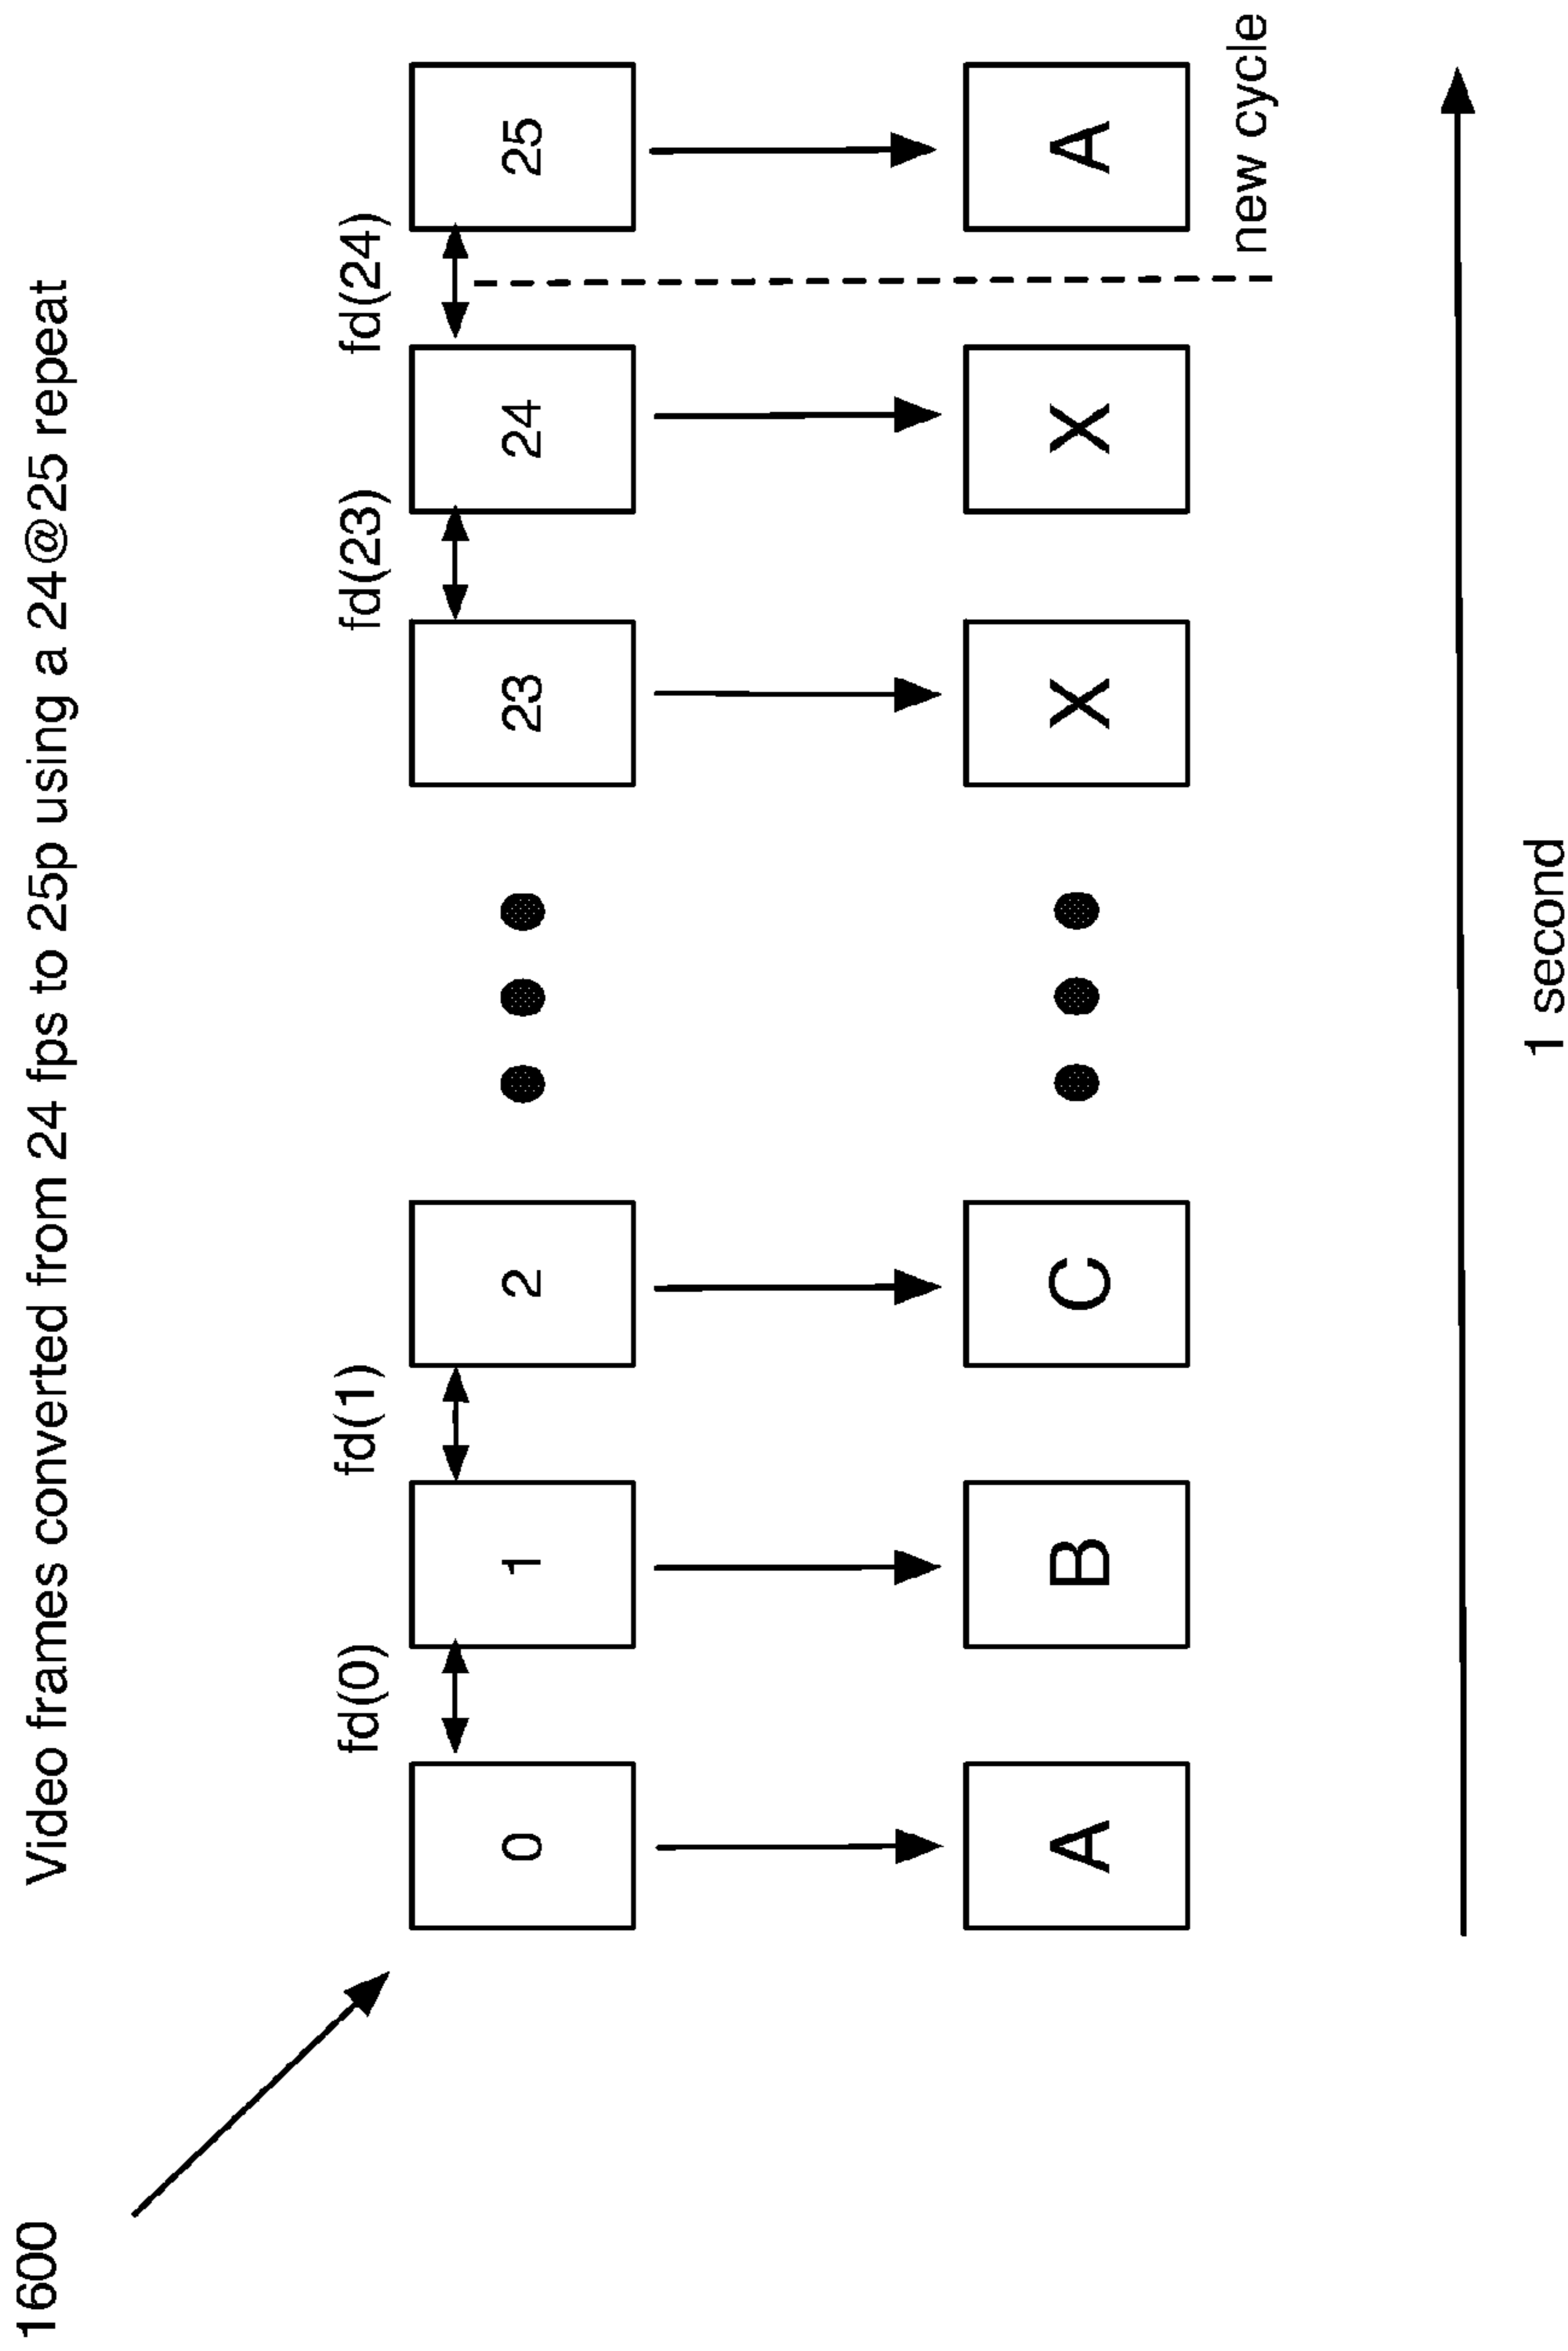 1600
Video frames converted from 24 fps to 25p using a 24@25 repeat
fd(0) fd(1) fd(23) fd(24)
0 1 2 23 24 25
A B C X X A
new cycle
1 second